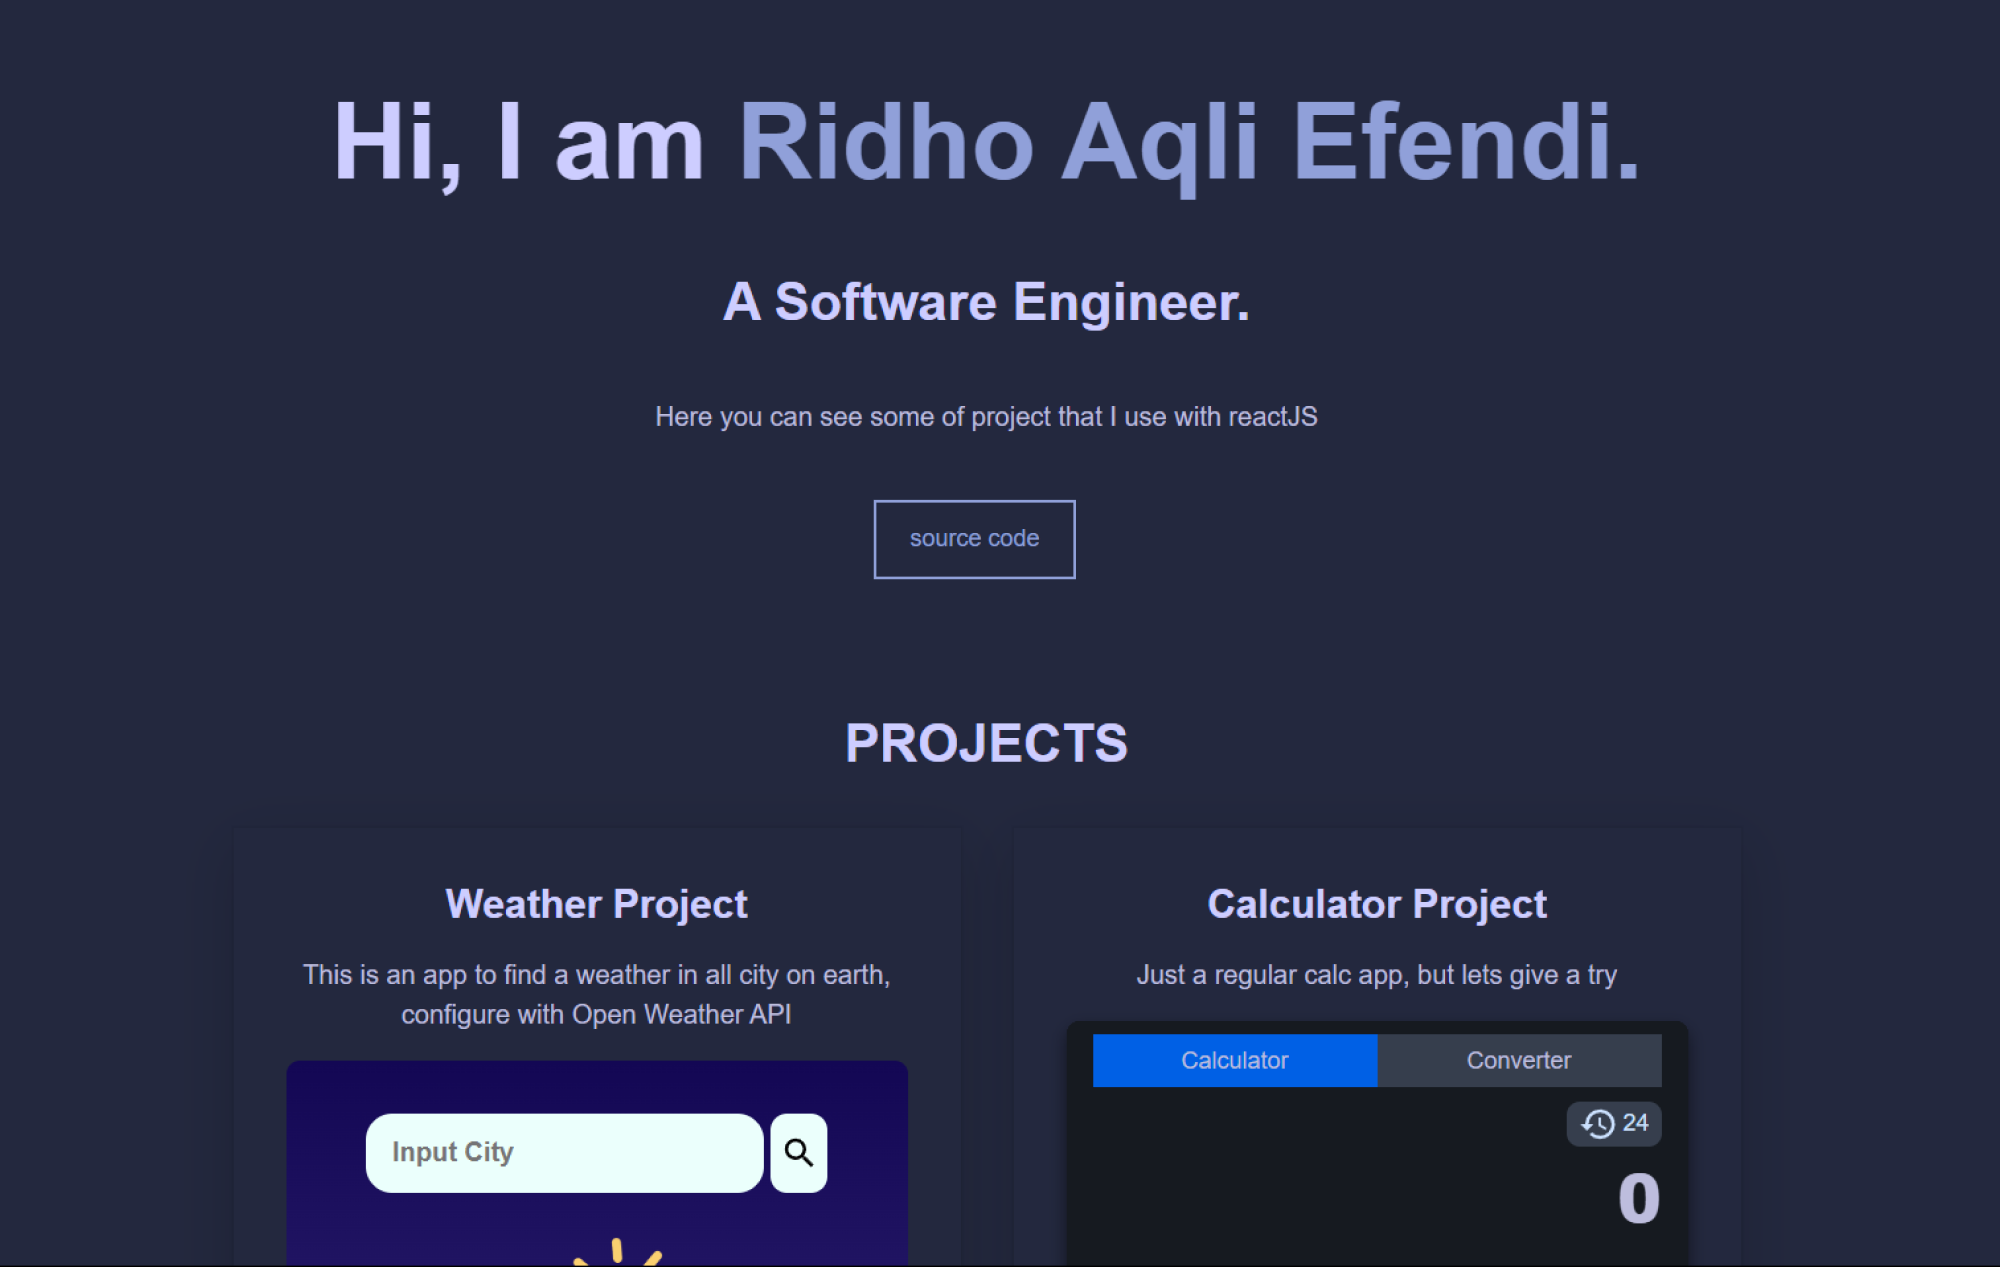 Hi, I am Ridho Aqli Efendi.
A Software Engineer.
Here you can see some of project that I use with reactJS
source code
PROJECTS
Weather Project
This is an app to find a weather in all city on earth,
configure with Open Weather API
Input City
Calculator Project
Just a regular calc app, but lets give a try
Calculator Converter
24
0